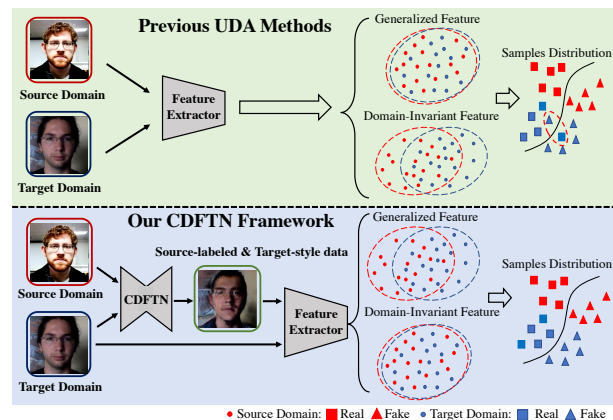 Previous UDA Methods
Generalized Feature
Samples Distribution
Source Domain
Feature
Extractor
Domain-Invariant Feature
Target Domain
Our CDFTN Framework
Generalized Feature
Source-labeled & Target-style data
Samples Distribution
Source Domain
CDFTN
Feature
Extractor
Domain-Invariant Feature
Target Domain
Source Domain: Real Fake Target Domain: Real Fake